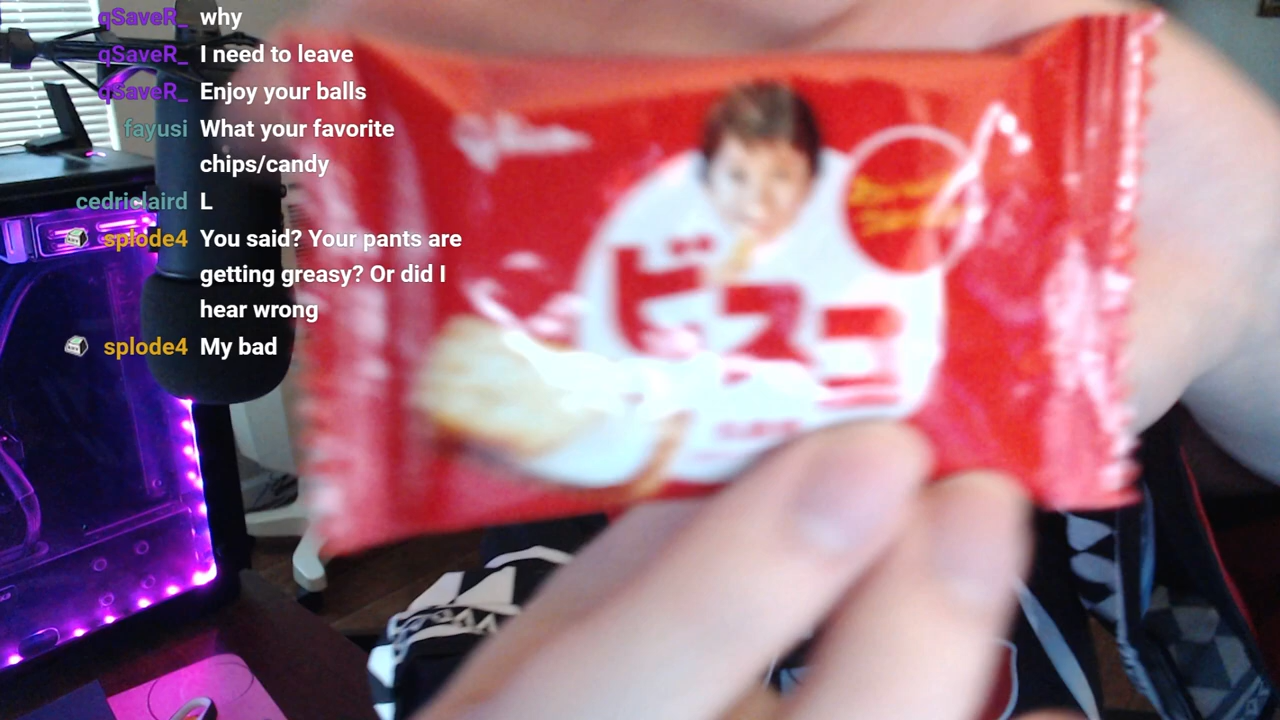 qSaveR_ why
qSaveR_ I need to leave
qSaveR_ Enjoy your balls
fayusi What your favorite
chips/candy
cedriclaird L
splode4 You said? Your pants are
getting greasy? Or did I
hear wrong
splode4 My bad
Glico
ビスコ